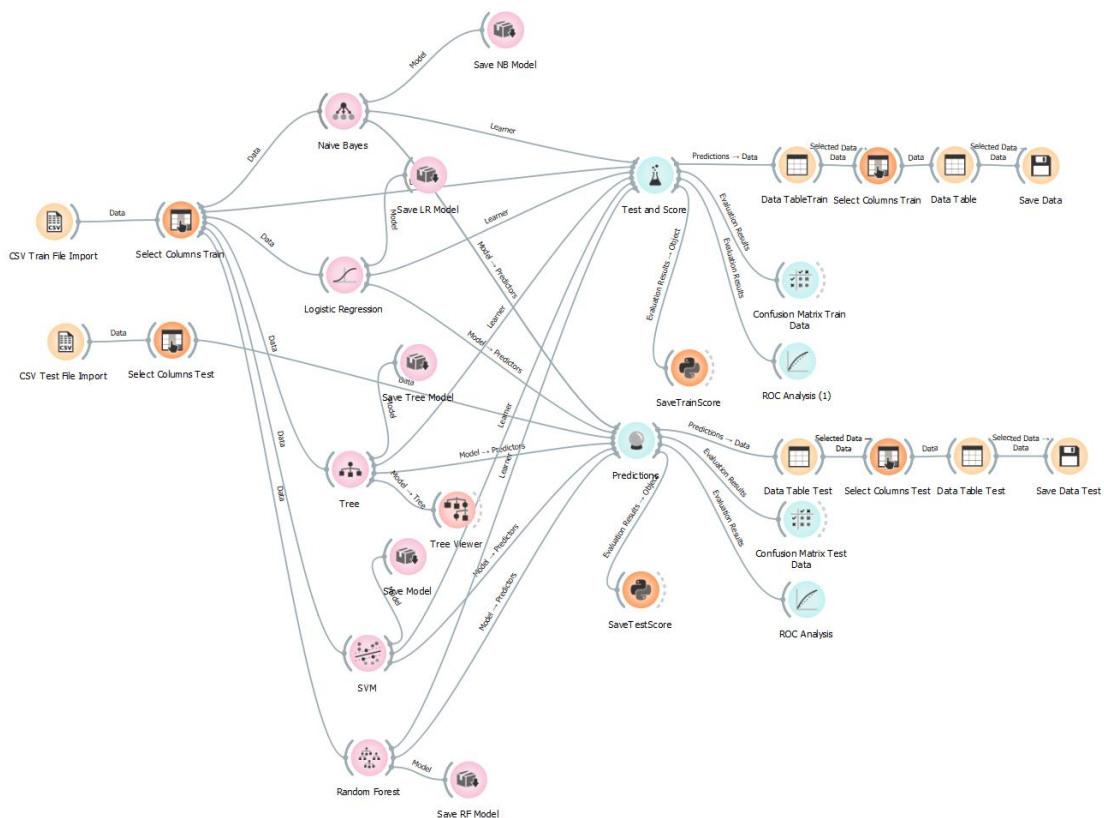 Save NB Model
Model
Naive Bayes
Learner
Data
Save LR Model
Model
Learner
Data
CSV Train File Import
Data
Select Columns Train
Data
Logistic Regression
Test and Score
Predictions → Data
Data TableTrain
Selected Data →
Data
Select Columns Train
Data
Data Table
Selected Data →
Data
Save Data
Evaluation Results
Evaluation Results
Evaluation Results → Object
Confusion Matrix Train
Data
ROC Analysis (1)
SaveTrainScore
Model → Predictors
Model → Predictors
Learner
CSV Test File Import
Data
Select Columns Test
Data
Save Tree Model
Model
Data
Learner
Learner
Tree
Model → Predictors
Model → Tree
Tree Viewer
Predictions
Predictions → Data
Data Table Test
Selected Data →
Data
Select Columns Test
Data
Data Table Test
Selected Data →
Data
Save Data Test
Evaluation Results
Evaluation Results
Evaluation Results → Object
Confusion Matrix Test
Data
ROC Analysis
SaveTestScore
Data
Data
Data
Save Model
Model
SVM
Model → Predictors
Model → Predictors
Random Forest
Model
Save RF Model